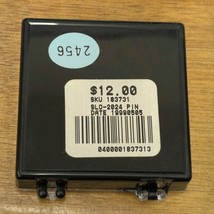 2456
$12.00
SKU 183731
SLO-2024 PIN
DATE 19990505
0400001837313